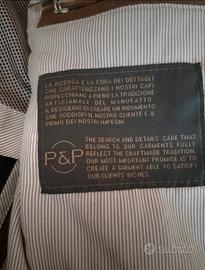 LA RICERCA E LA CURA DEI DETTAGLI
CHE CARATTERIZZANO I NOSTRI CAPI
RISPECCHIANO A PIENO LA TRADIZIONE
ARTIGIANALE DEL MANUFATTO.
IL DESIDERIO DI CREARE UN INDUMENTO
CHE SODDISFI IL NOSTRO CLIENTE È IL
PRIMO DEI NOSTRI IMPEGNI.
P&P
THE SEARCH AND DETAILS CARE THAT
BELONG TO OUR GARMENTS FULLY
REFLECT THE CRAFTMADE TRADITION.
OUR MOST IMPORTANT PROMISE IS TO
CREATE A GARMENT ABLE TO SATISFY
OUR CLIENTS' WISHES.